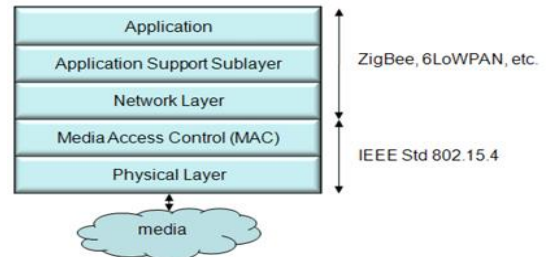 Application
Application Support Sublayer
Network Layer
Media Access Control (MAC)
Physical Layer
media
ZigBee, 6LoWPAN, etc.
IEEE Std 802.15.4